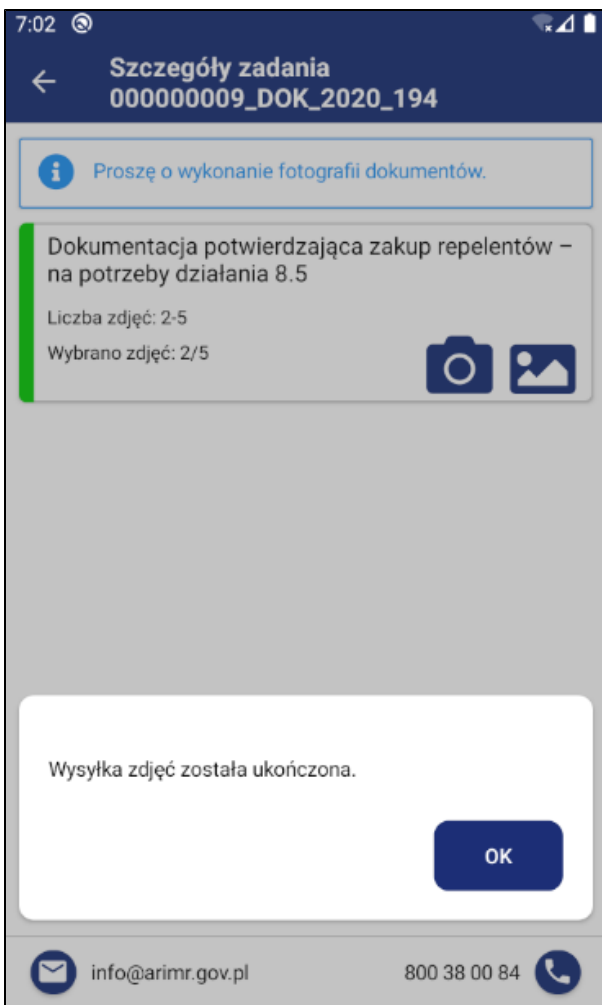 7:02
Szczegóły zadania
000000009_DOK_2020_194
Proszę o wykonanie fotografii dokumentów.
Dokumentacja potwierdzająca zakup repelentów –
na potrzeby działania 8.5
Liczba zdjęć: 2-5
Wybrano zdjęć: 2/5
Wysyłka zdjęć została ukończona.
OK
info@arimr.gov.pl 800 38 00 84